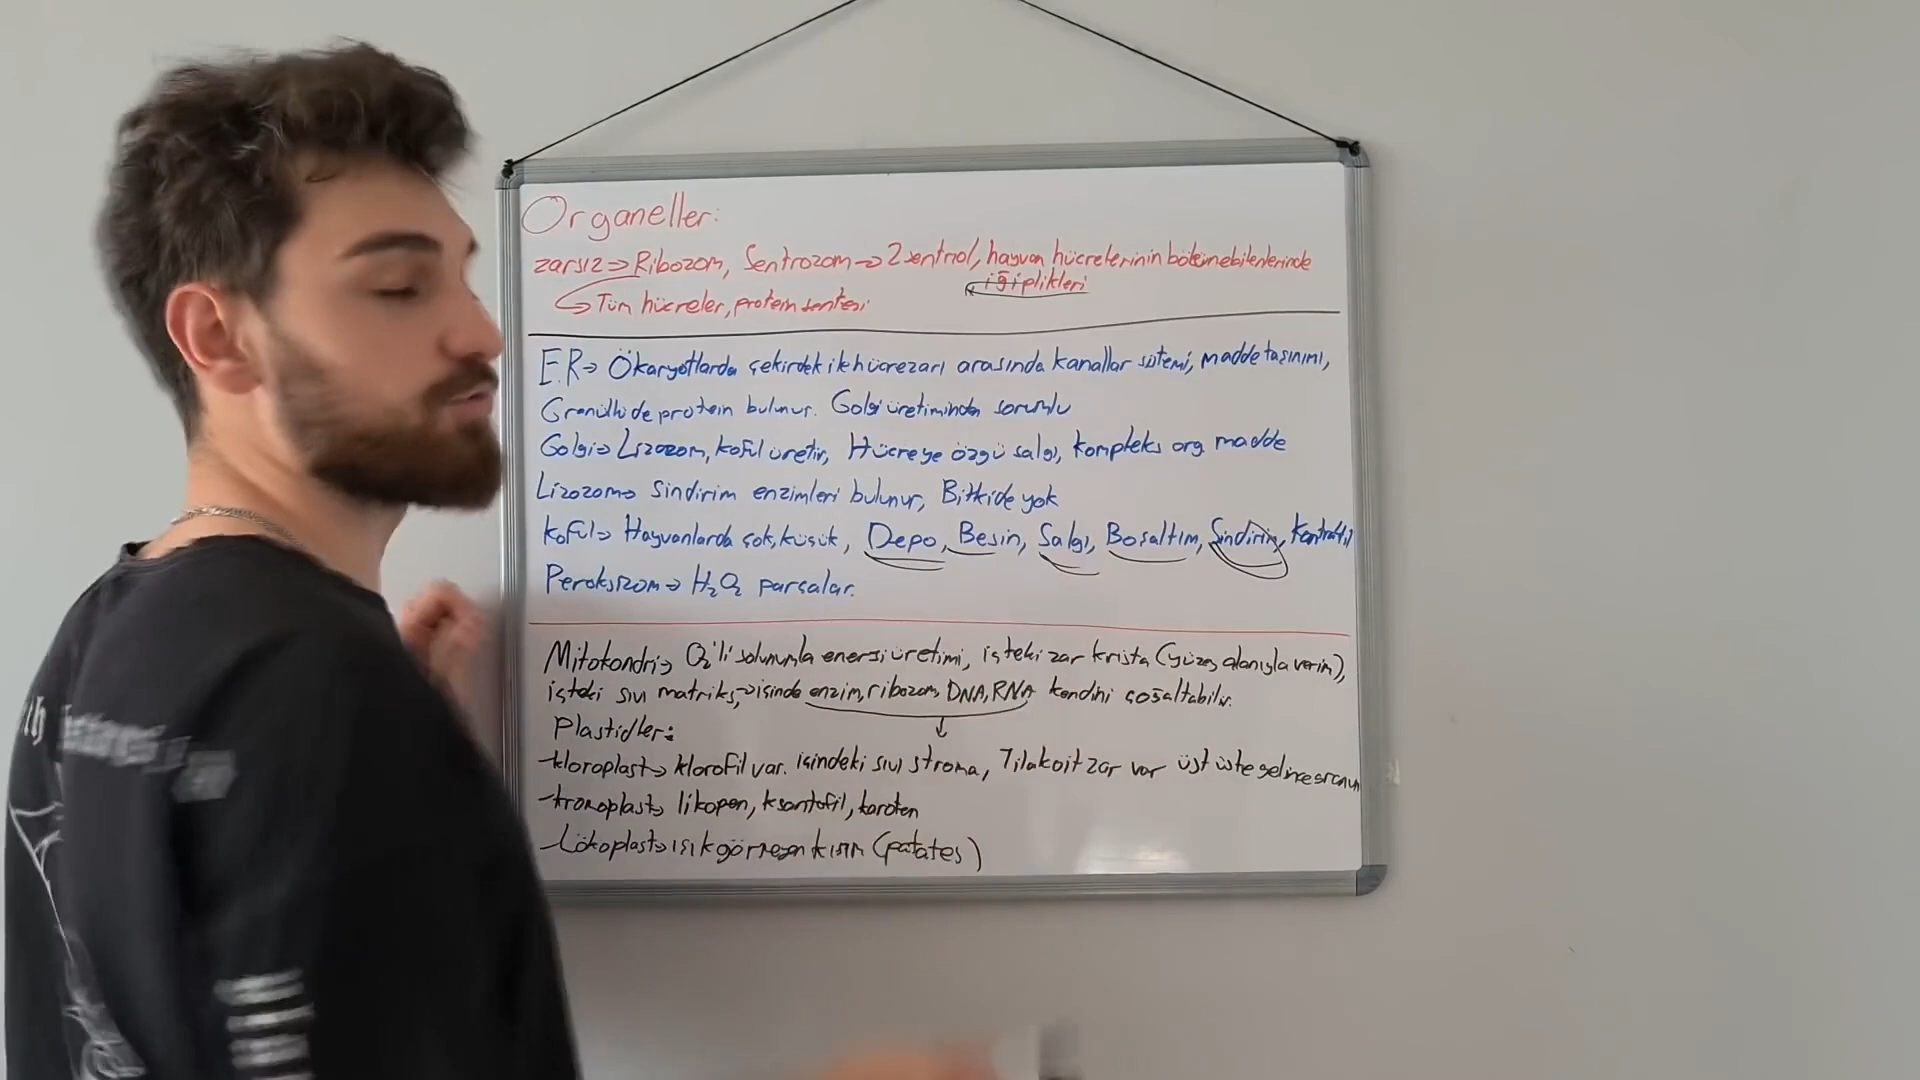 Organeller:
zarsız → Ribozom, Sentrozom → 2 sentriol, hayvan hücrelerinin bölünebilenlerinde
iğ iplikleri
→ Tüm hücreler, protein sentezi
E.R → Ökaryotlarda çekirdek ile hücre zarı arasında kanallar sistemi, madde taşınımı,
Granüllüde protein bulunur. Golgi üretiminden sorumlu
Golgi → Lizozom, koful üretir, Hücreye özgü salgı, kompleks org madde
Lizozom → Sindirim enzimleri bulunur, Bitkide yok
Koful → Hayvanlarda çok, küçük, Depo, Besin, Salgı, Boşaltım, Sindirim, Kontraktil
Peroksizom → H₂O₂ parçalar.
Mitokondri → O₂'li solunumla enerji üretimi, içteki zar krista (yüzey alanıyla verim),
içteki sıvı matriks, → içinde enzim, ribozom, DNA, RNA kendini çoğaltabilir.
Plastidler:
- kloroplast → klorofil var. içindeki sıvı stroma, Tilakoit zar var üst üste gelince granum
- kromoplast → likopen, ksantofil, karoten
- Lökoplast → ışık görmeyen kısım (patates)